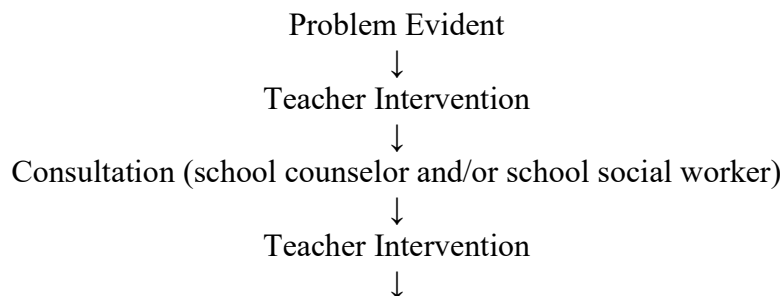 Problem Evident
↓
Teacher Intervention
↓
Consultation (school counselor and/or school social worker)
↓
Teacher Intervention
↓